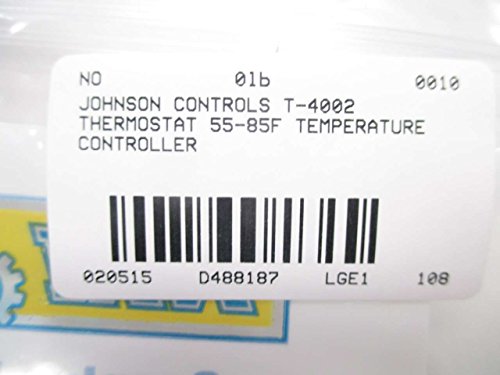 NO 01b 0010
JOHNSON CONTROLS T-4002
THERMOSTAT 55-85F TEMPERATURE
CONTROLLER
020515 D488187 LGE1 108